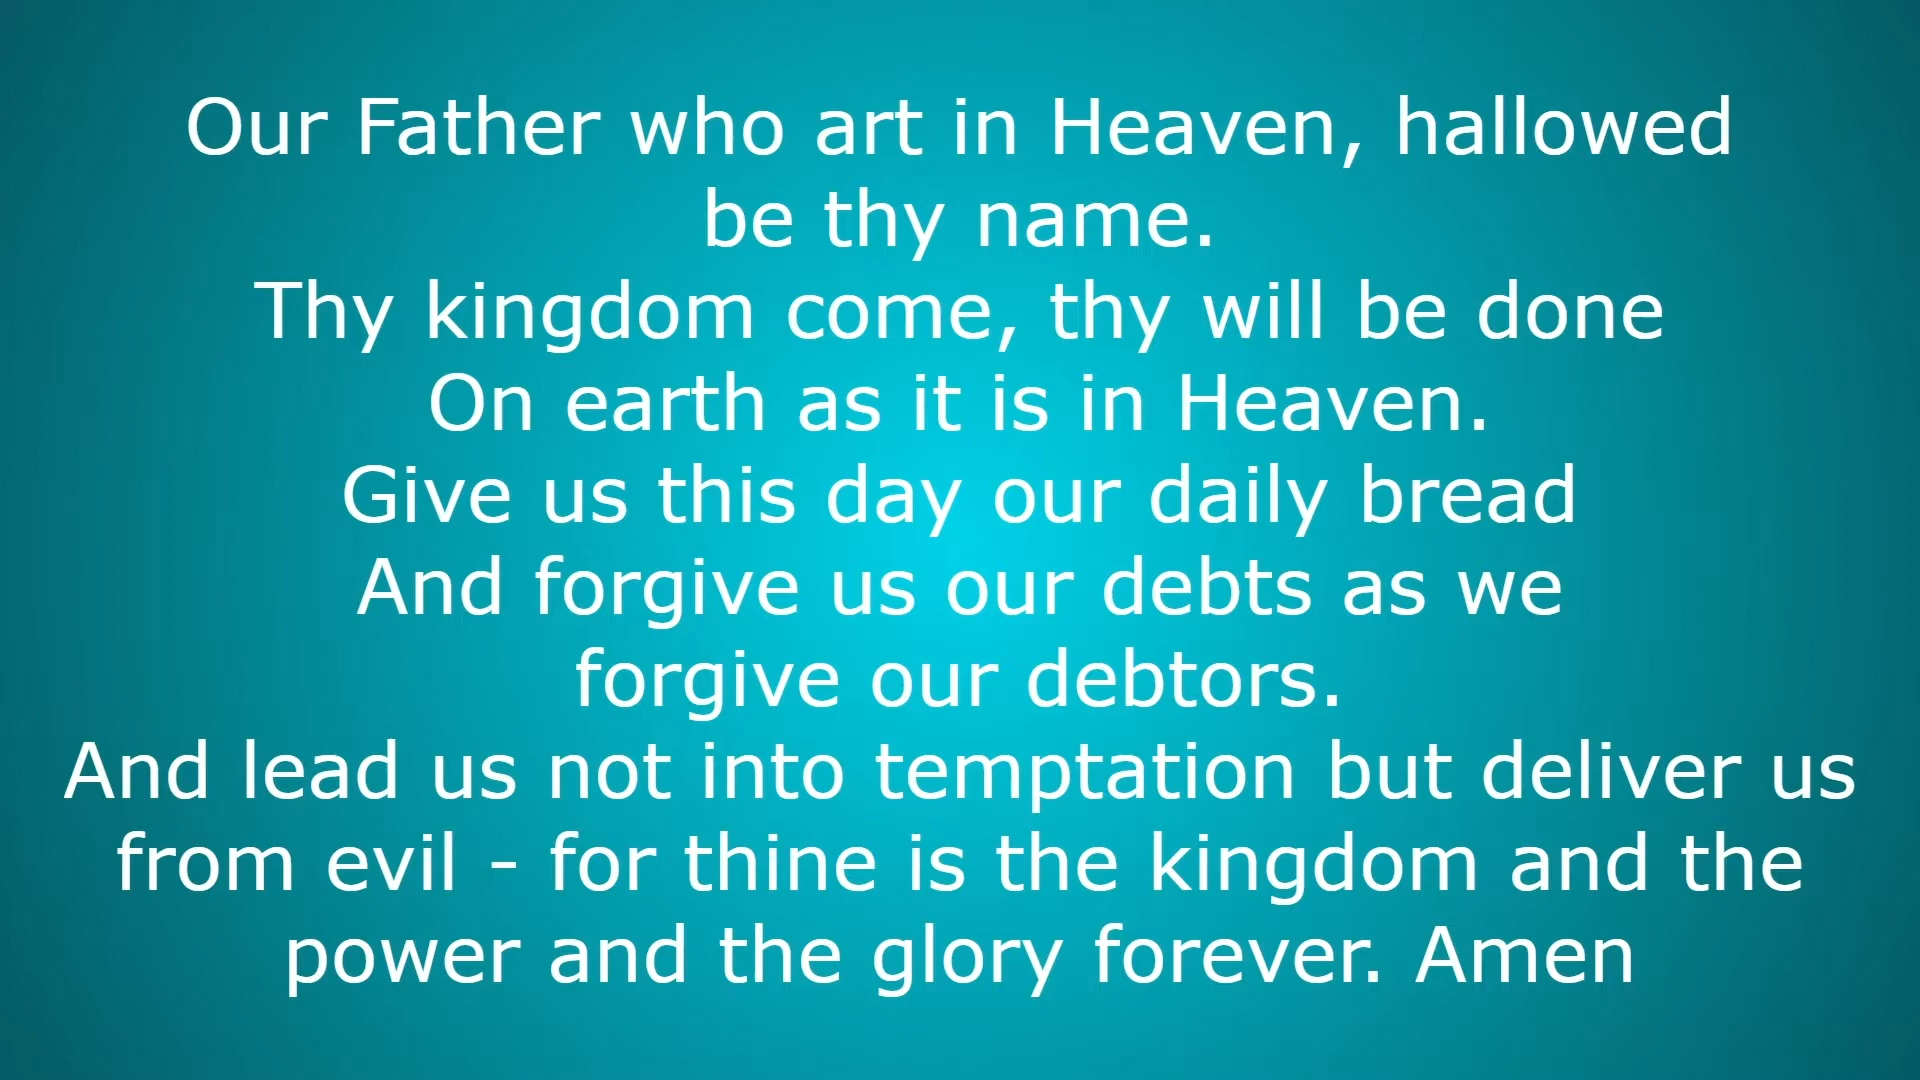 Our Father who art in Heaven, hallowed
be thy name.
Thy kingdom come, thy will be done
On earth as it is in Heaven.
Give us this day our daily bread
And forgive us our debts as we
forgive our debtors.
And lead us not into temptation but deliver us
from evil - for thine is the kingdom and the
power and the glory forever. Amen